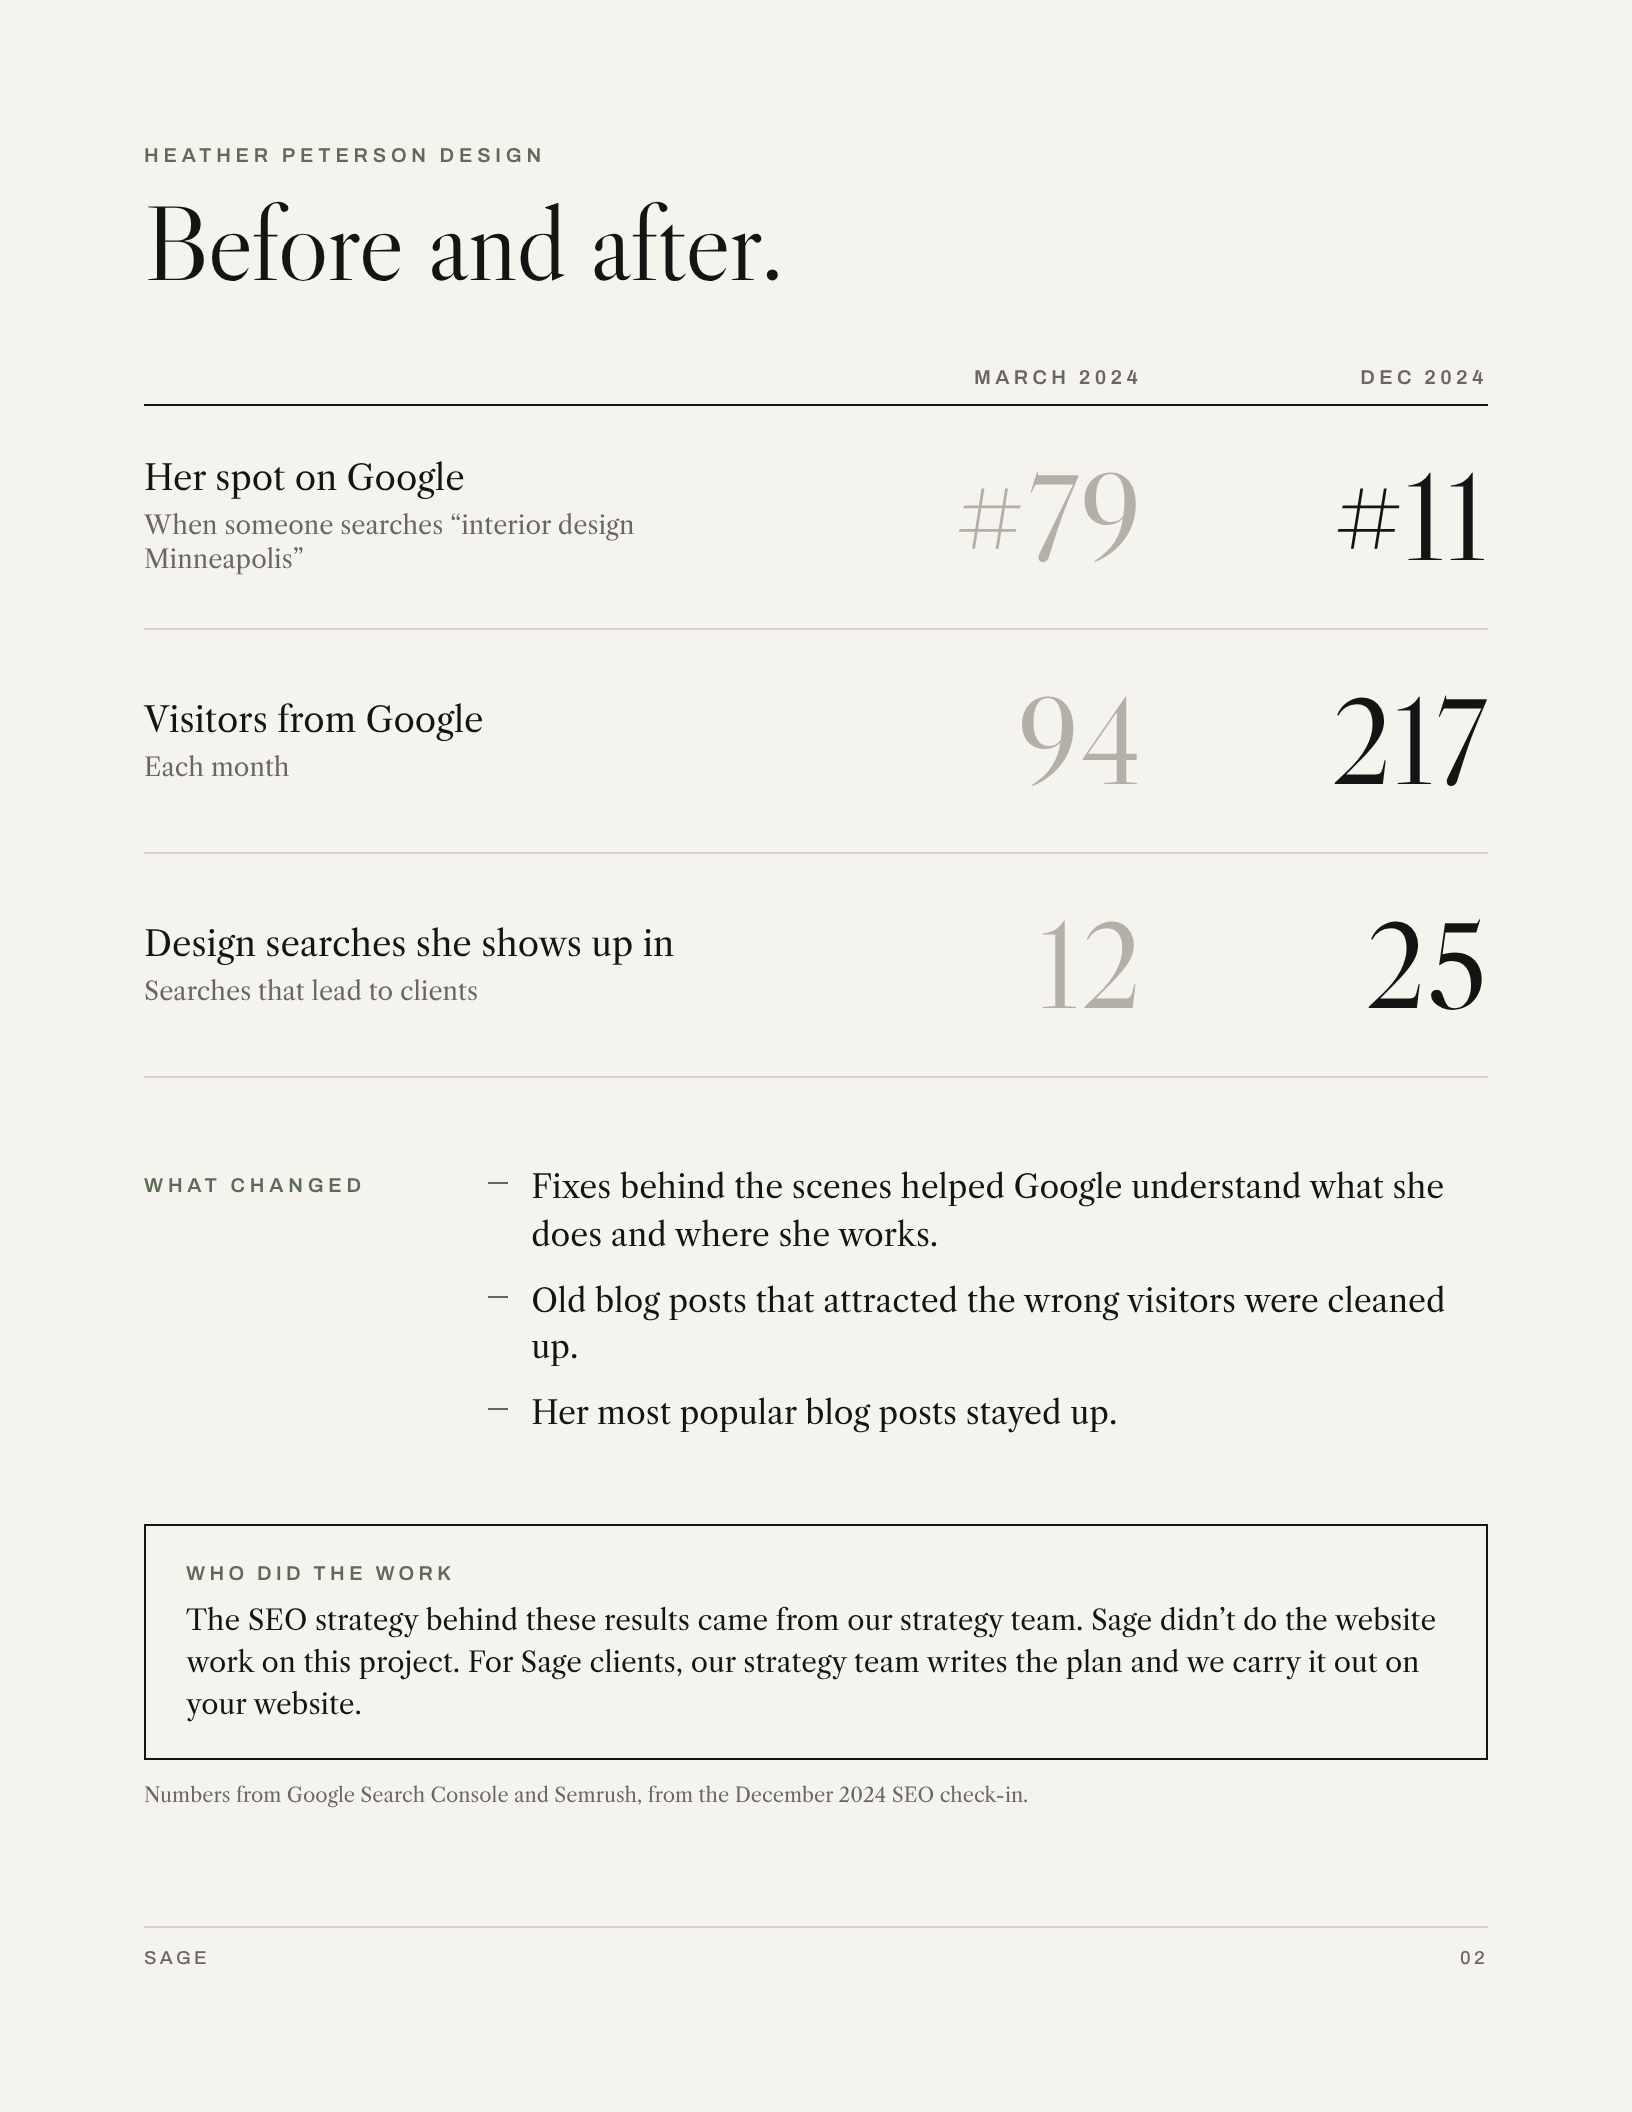 HEATHER PETERSON DESIGN
Before and after.
MARCH 2024 DEC 2024
Her spot on Google
When someone searches “interior design
Minneapolis”
#79 #11
Visitors from Google
Each month
94 217
Design searches she shows up in
Searches that lead to clients
12 25
WHAT CHANGED
— Fixes behind the scenes helped Google understand what she
does and where she works.
— Old blog posts that attracted the wrong visitors were cleaned
up.
— Her most popular blog posts stayed up.
WHO DID THE WORK
The SEO strategy behind these results came from our strategy team. Sage didn’t do the website
work on this project. For Sage clients, our strategy team writes the plan and we carry it out on
your website.
Numbers from Google Search Console and Semrush, from the December 2024 SEO check-in.
SAGE 02